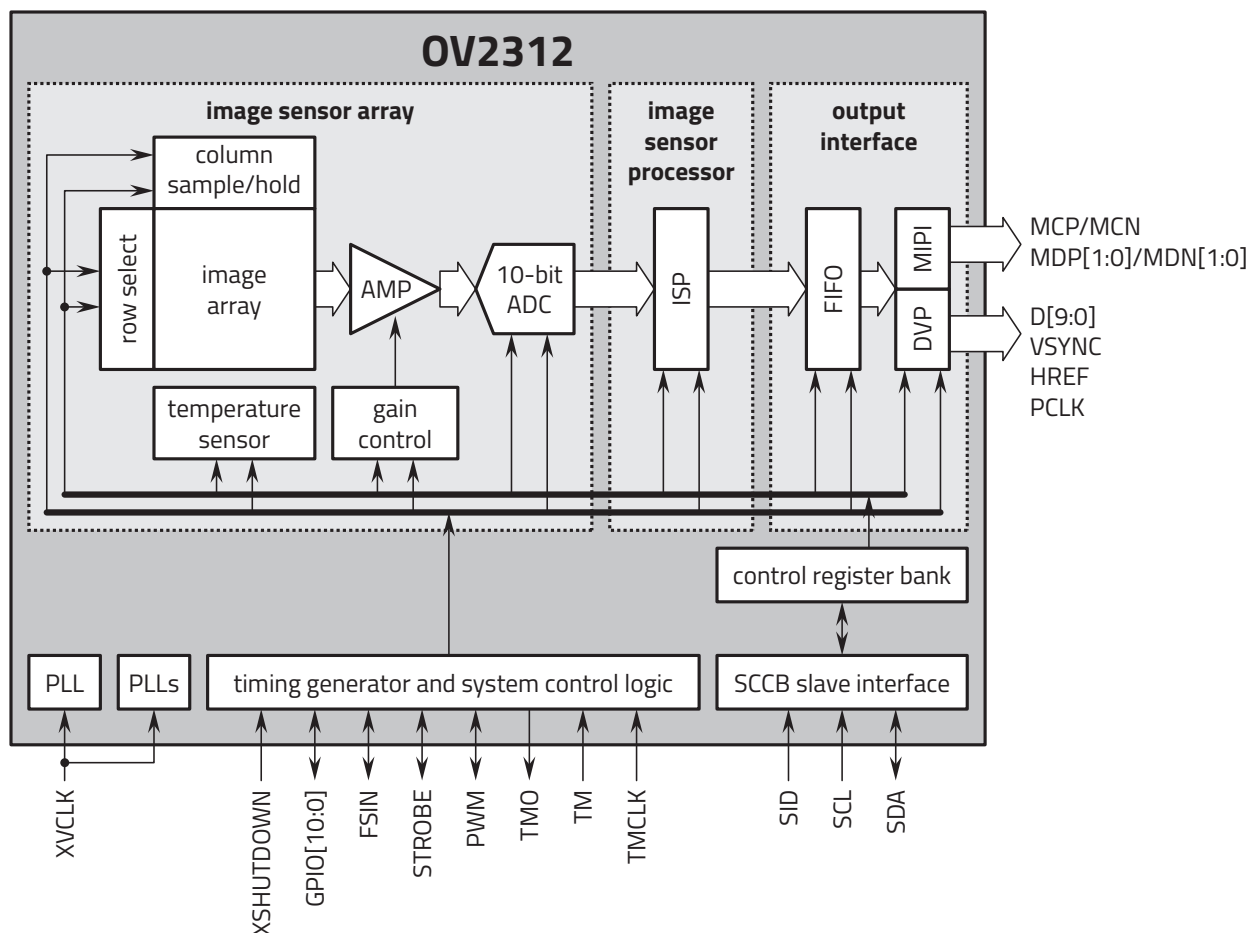 OV2312
image sensor array
image
sensor
processor
output
interface
column
sample/hold
row select
image
array
AMP
10-bit
ADC
ISP
FIFO
MIPI
DVP
MCP/MCN
MDP[1:0]/MDN[1:0]
D[9:0]
VSYNC
HREF
PCLK
temperature
sensor
gain
control
control register bank
PLL
PLLs
timing generator and system control logic
SCCB slave interface
XVCLK
XSHUTDOWN
GPIO[10:0]
FSIN
STROBE
PWM
TMO
TM
TMCLK
SID
SCL
SDA